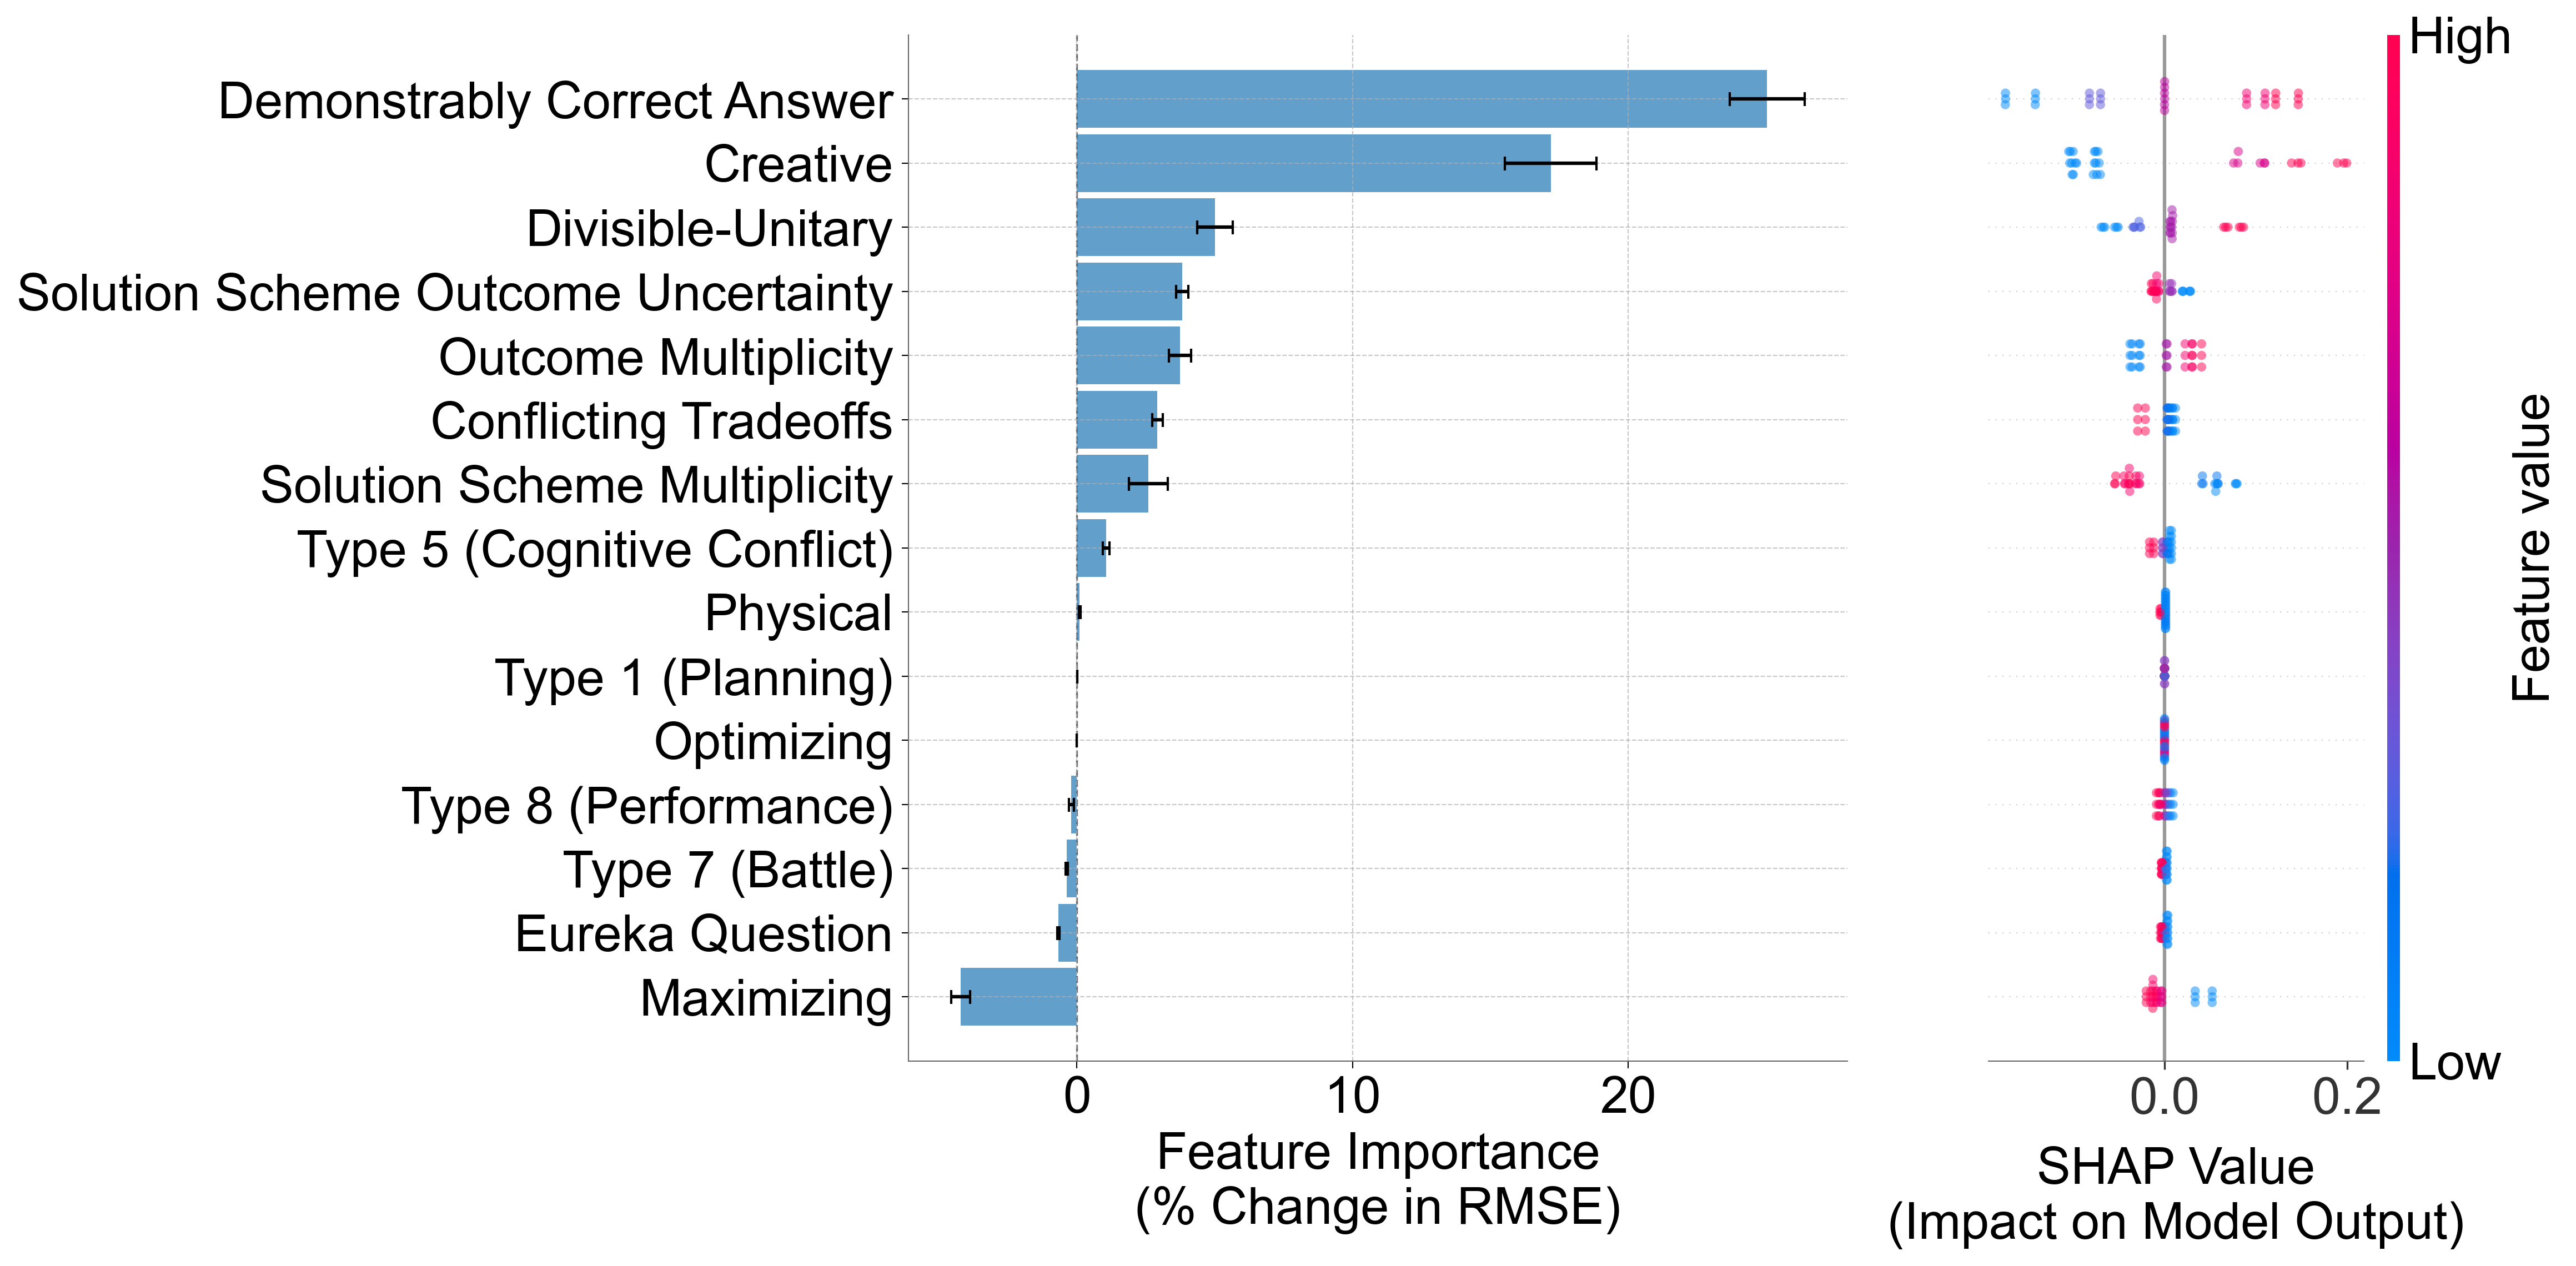 Demonstrably Correct Answer
Creative
Divisible-Unitary
Solution Scheme Outcome Uncertainty
Outcome Multiplicity
Conflicting Tradeoffs
Solution Scheme Multiplicity
Type 5 (Cognitive Conflict)
Physical
Type 1 (Planning)
Optimizing
Type 8 (Performance)
Type 7 (Battle)
Eureka Question
Maximizing
0 10 20
Feature Importance
(% Change in RMSE)
0.0 0.2
SHAP Value
(Impact on Model Output)
High
Low
Feature value